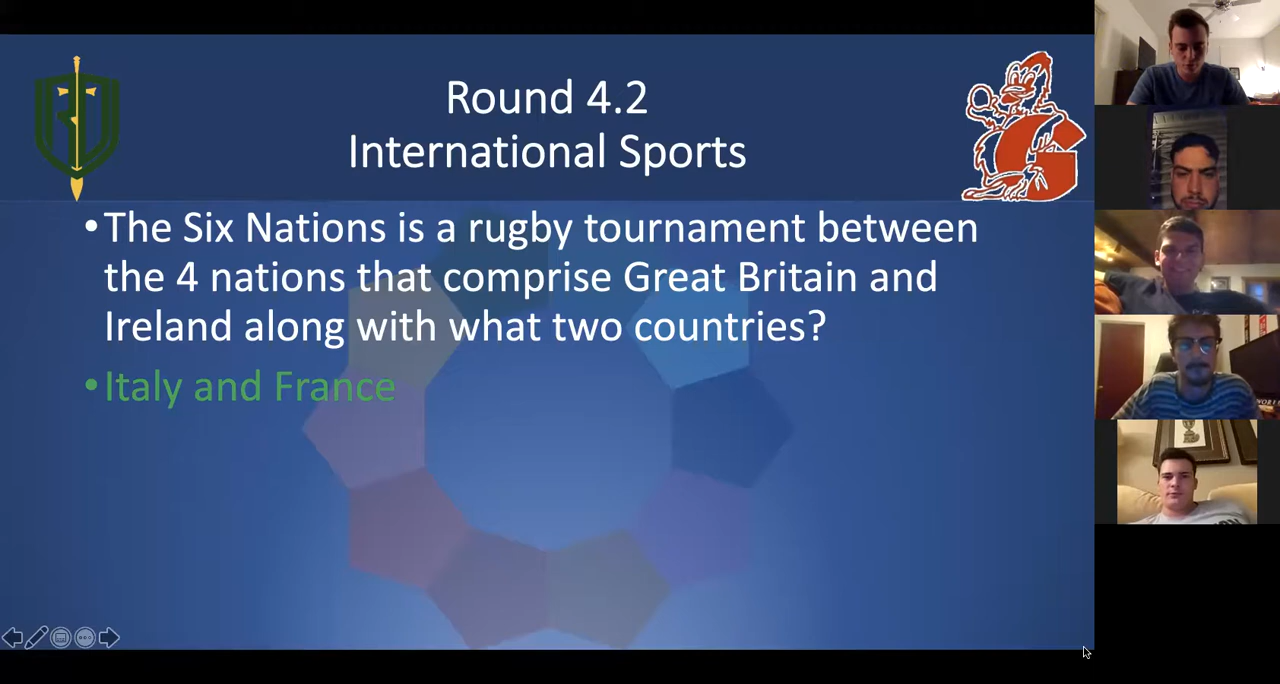 Round 4.2
International Sports
•The Six Nations is a rugby tournament between
the 4 nations that comprise Great Britain and
Ireland along with what two countries?
•Italy and France